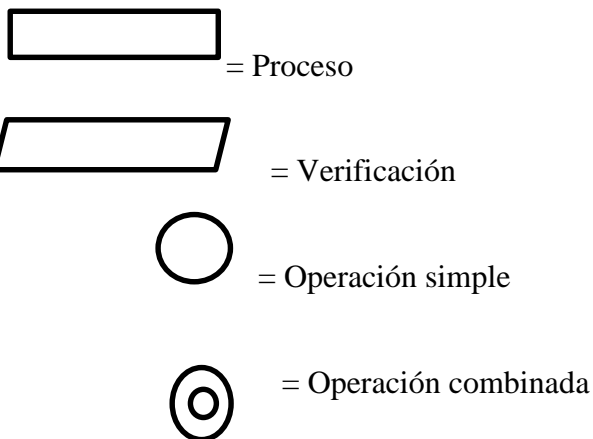 = Proceso
= Verificación
= Operación simple
= Operación combinada